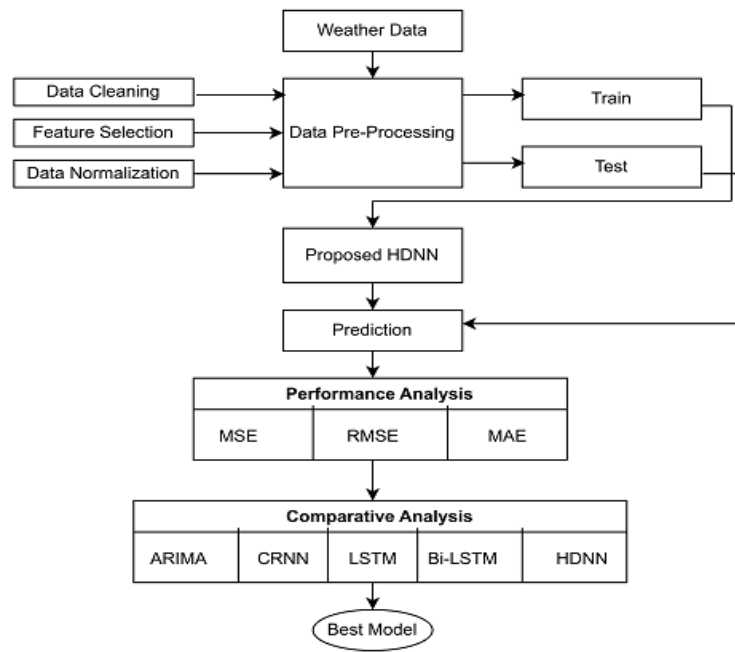 Weather Data
Data Cleaning
Feature Selection
Data Normalization
Data Pre-Processing
Train
Test
Proposed HDNN
Prediction
Performance Analysis
MSE RMSE MAE
Comparative Analysis
ARIMA CRNN LSTM Bi-LSTM HDNN
Best Model